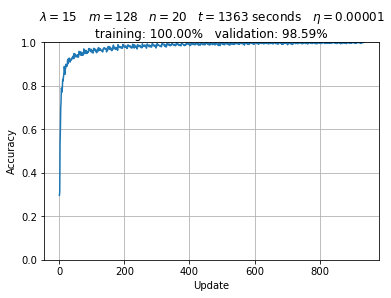 λ = 15 m = 128 n = 20 t = 1363 seconds η = 0.00001
training: 100.00% validation: 98.59%
1.0
0.8
0.6
0.4
0.2
0.0
Accuracy
0 200 400 600 800
Update